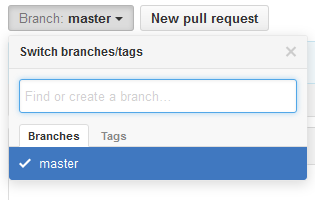 Branch: master New pull request
Switch branches/tags
Find or create a branch...
Branches Tags
master